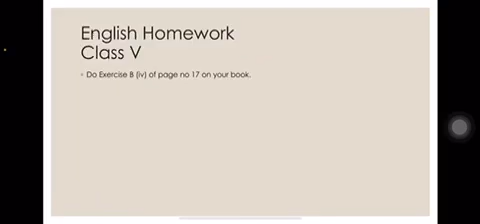 English Homework
Class V
Do Exercise B (iv) of page no 17 on your book.